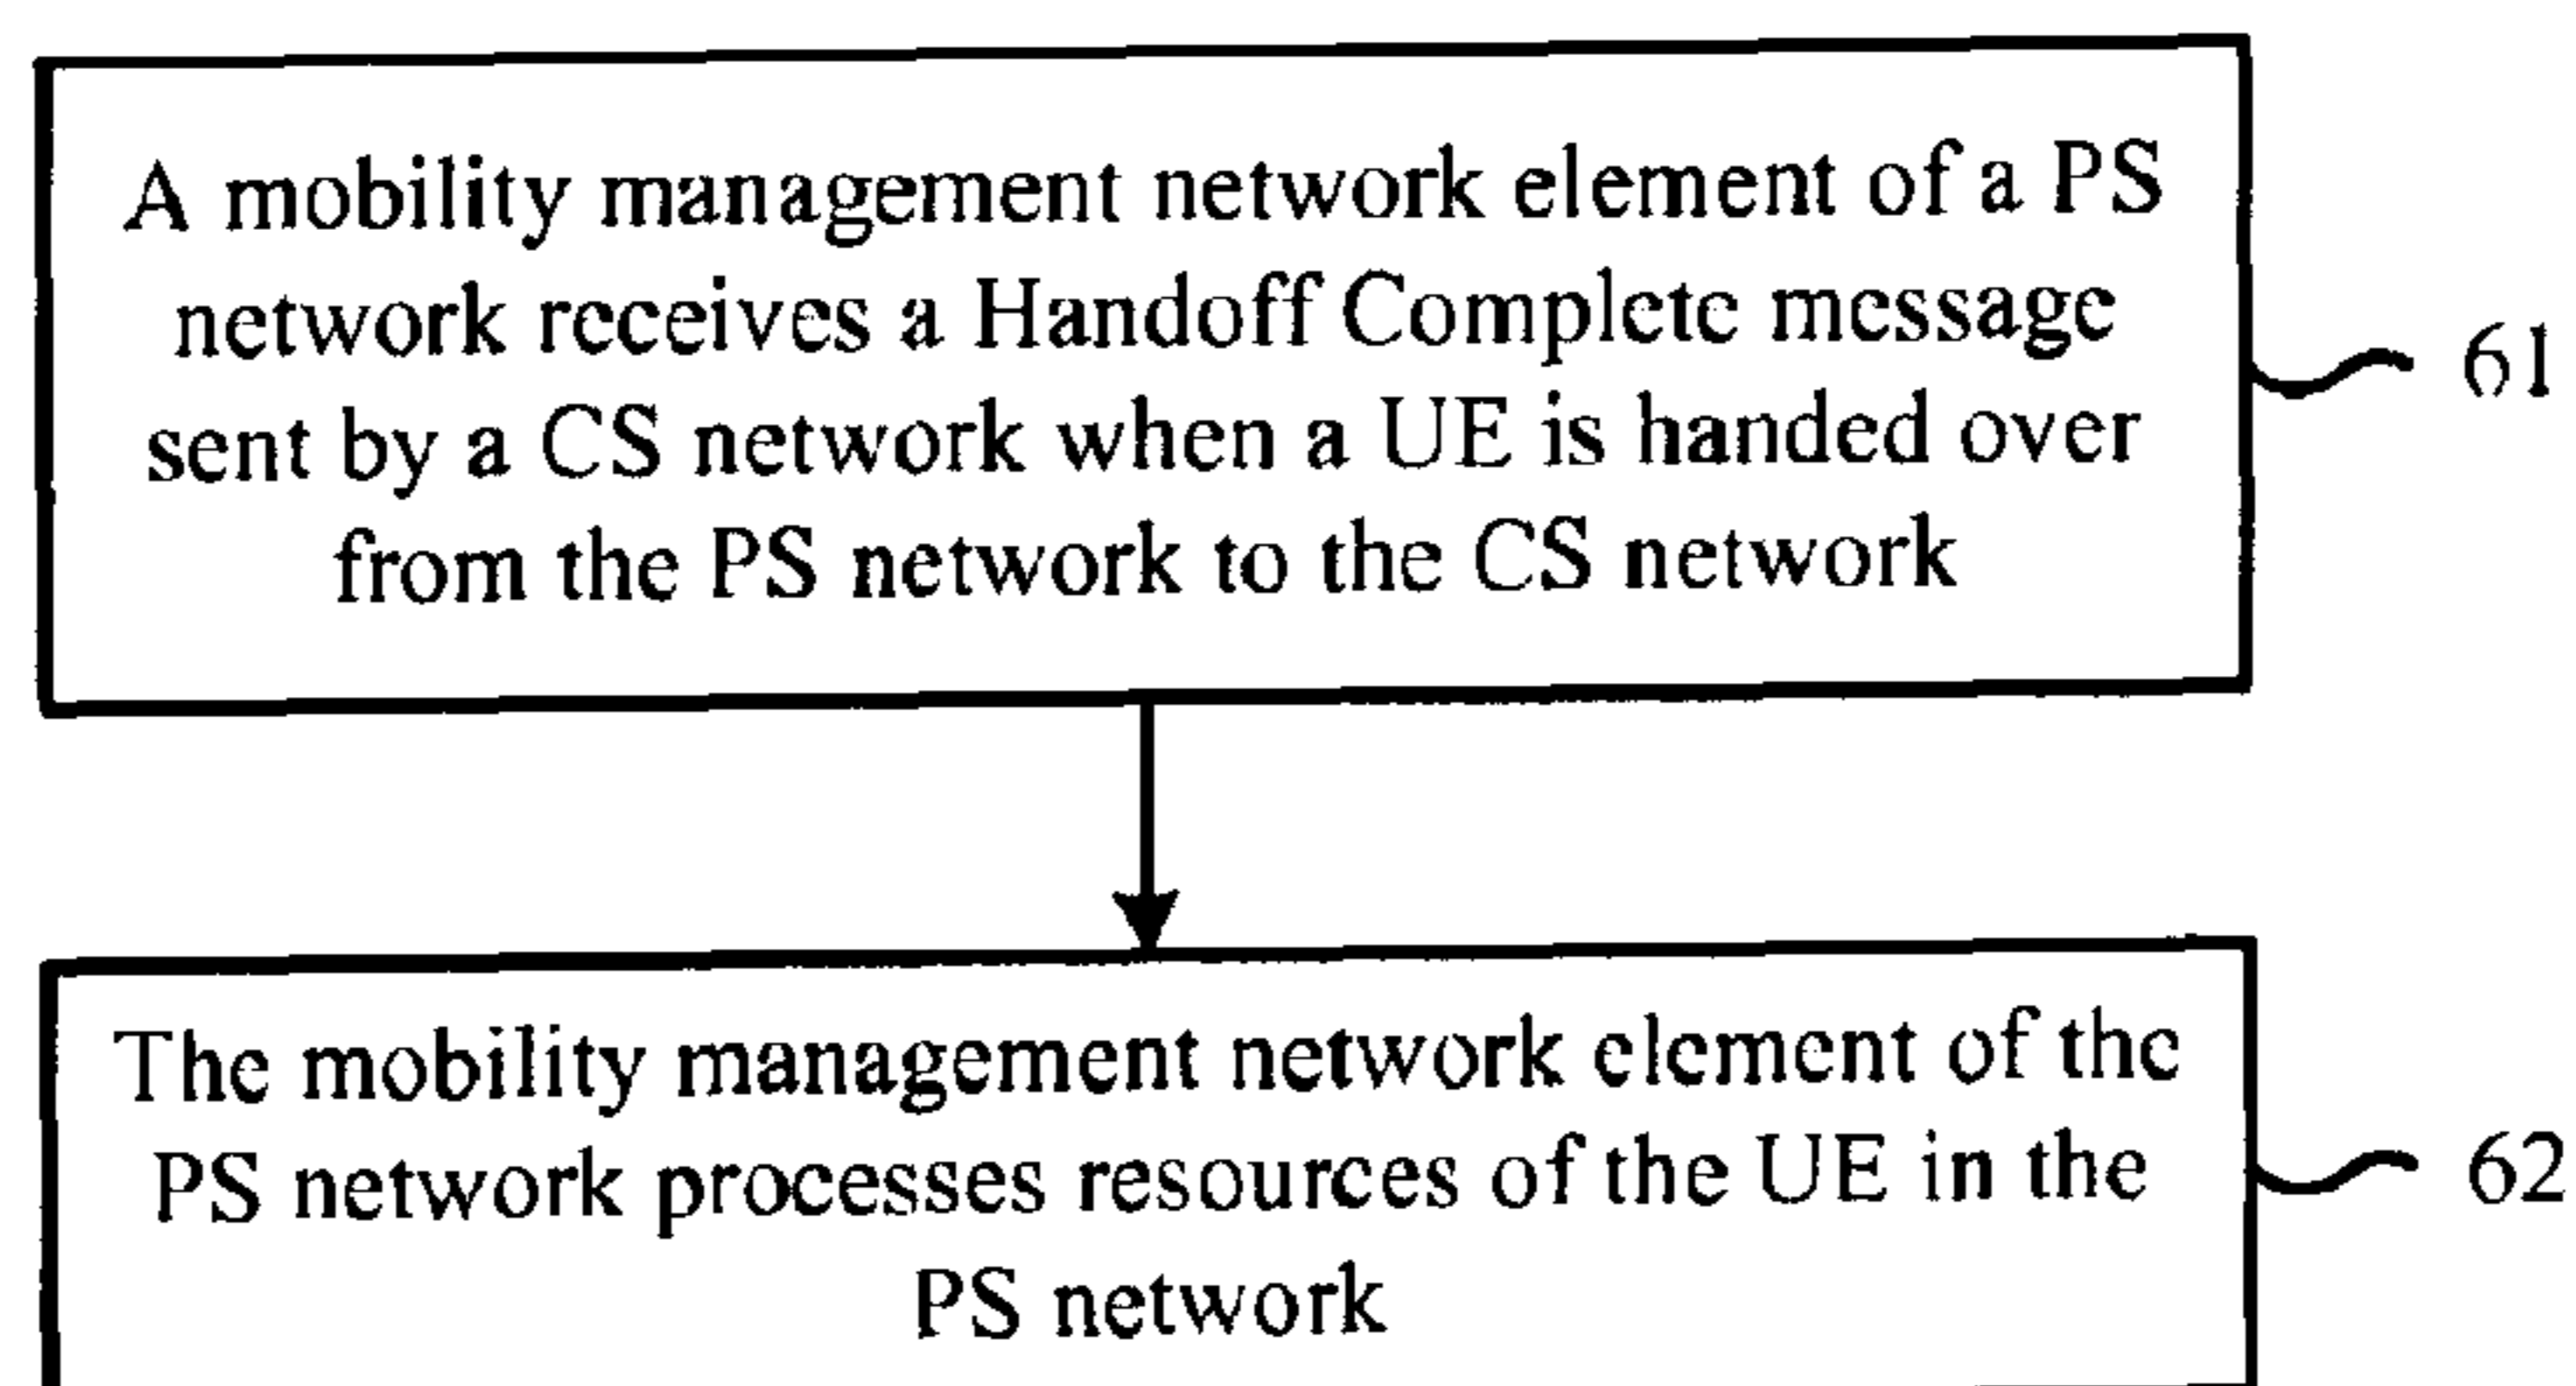 A mobility management network element of a PS
network receives a Handoff Complete message
sent by a CS network when a UE is handed over
from the PS network to the CS network
61
The mobility management network element of the
PS network processes resources of the UE in the
PS network
62